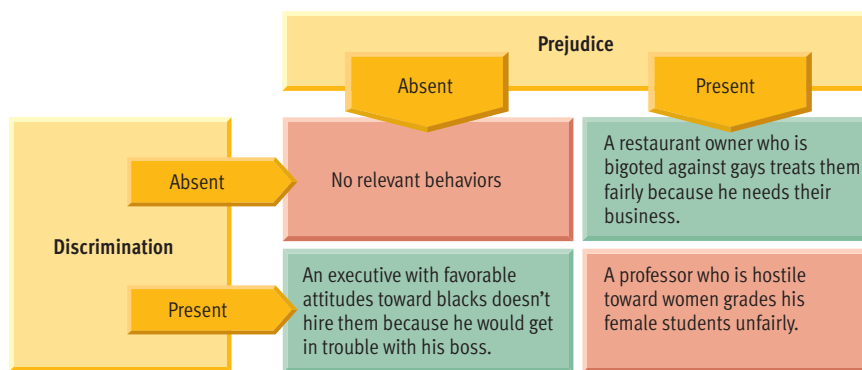 Prejudice
Absent
Present
Absent
No relevant behaviors
A restaurant owner who is
bigoted against gays treats them
fairly because he needs their
business.
Discrimination
Present
An executive with favorable
attitudes toward blacks doesn’t
hire them because he would get
in trouble with his boss.
A professor who is hostile
toward women grades his
female students unfairly.